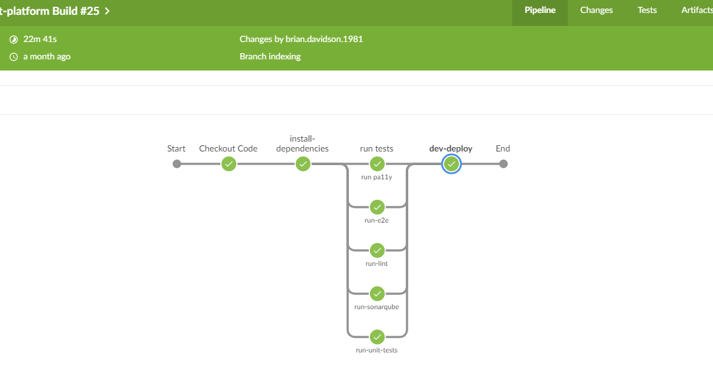 t-platform Build #25
Pipeline
Changes
Tests
Artifacts
22m 41s
Changes by brian.davidson.1981
a month ago
Branch indexing
Start
Checkout Code
install-
dependencies
run tests
dev-deploy
End
run pa11y
run-e2e
run-lint
run-sonarqube
run-unit-tests